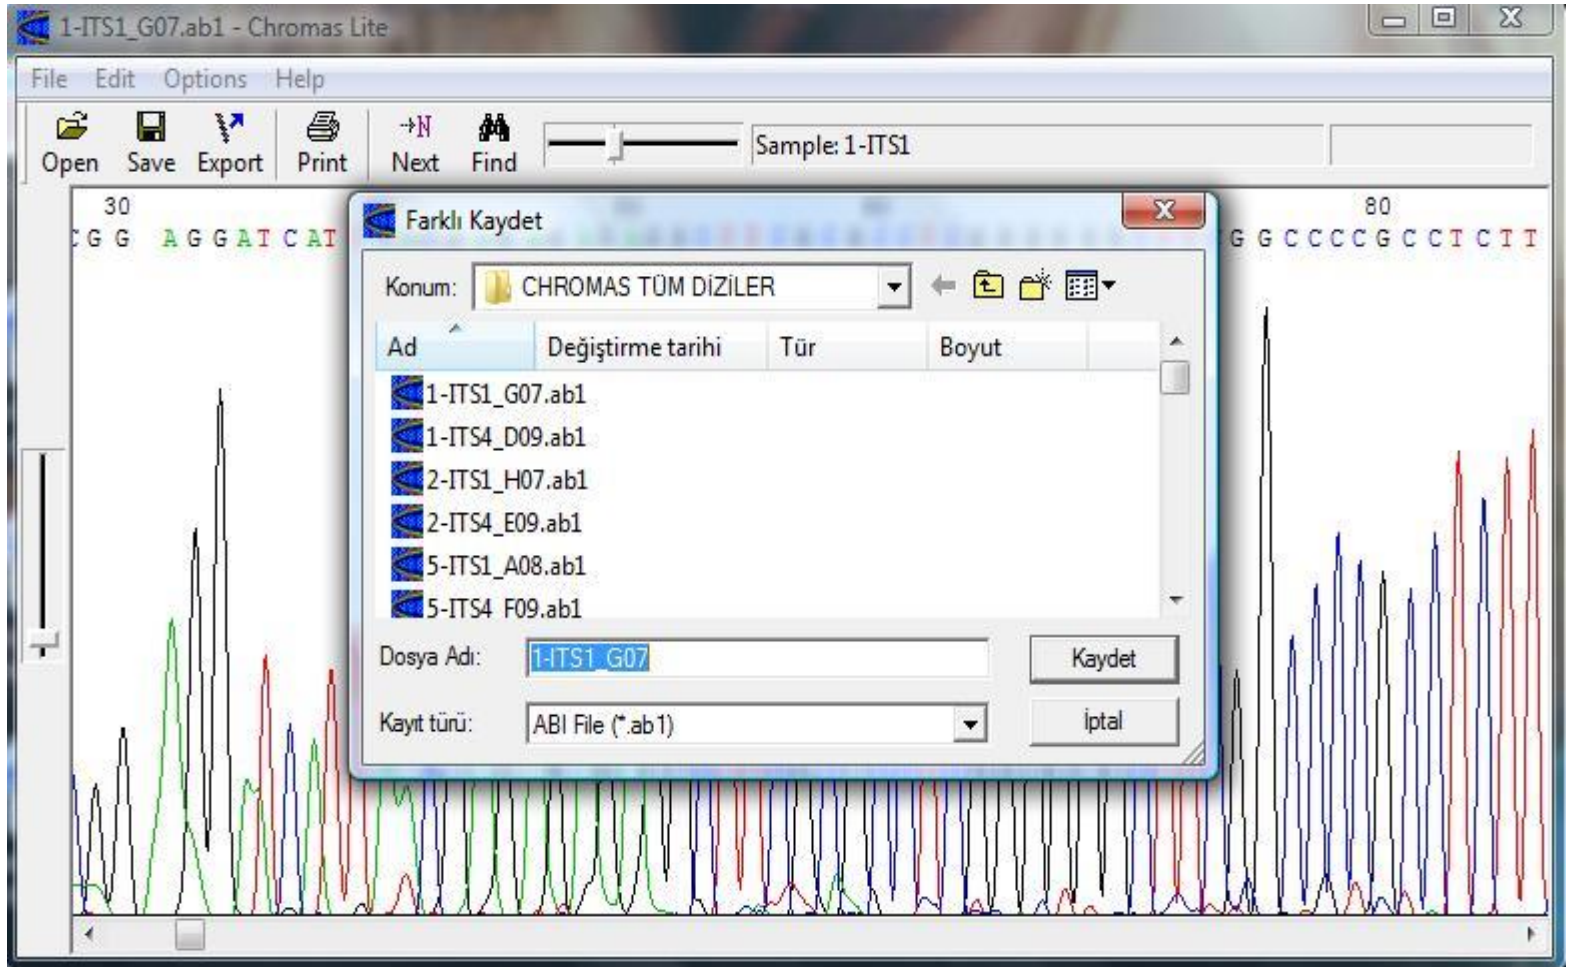 1-ITS1_G07.ab1 - Chromas Lite
File Edit Options Help
Open Save Export Print Next Find
Sample: 1-ITS1
30 80
G G A G G A T C A T G G C C C C G C C T C T T
Farklı Kaydet
Konum: CHROMAS TÜM DİZİLER
Ad Değiştirme tarihi Tür Boyut
1-ITS1_G07.ab1
1-ITS4_D09.ab1
2-ITS1_H07.ab1
2-ITS4_E09.ab1
5-ITS1_A08.ab1
5-ITS4_F09.ab1
Dosya Adı: 1-ITS1_G07 Kaydet
Kayıt türü: ABI File (*.ab1) İptal